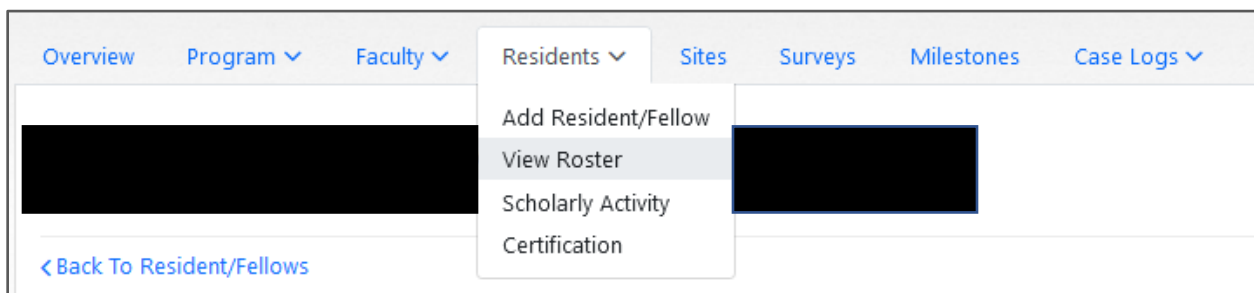 Overview Program Faculty Residents Sites Surveys Milestones Case Logs
Add Resident/Fellow
View Roster
Scholarly Activity
Certification
Back To Resident/Fellows